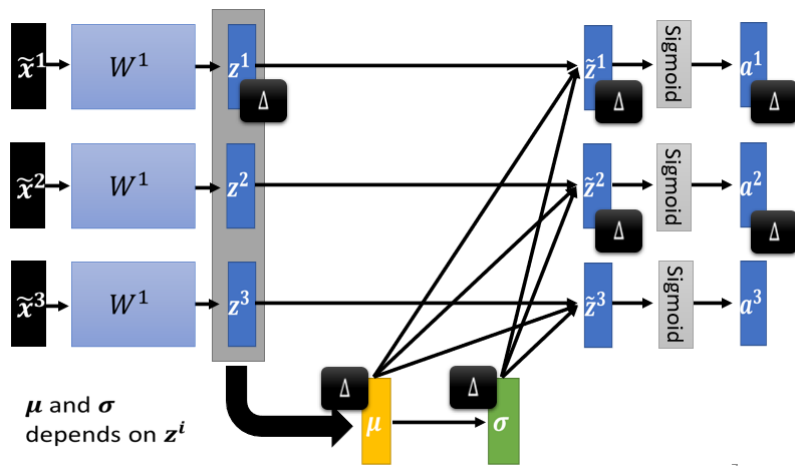 x̃¹ W¹ z¹ z̃¹ Sigmoid a¹
Δ Δ Δ
x̃² W¹ z² z̃² Sigmoid a²
Δ Δ
x̃³ W¹ z³ z̃³ Sigmoid a³
Δ Δ
μ and σ
depends on zⁱ
μ σ